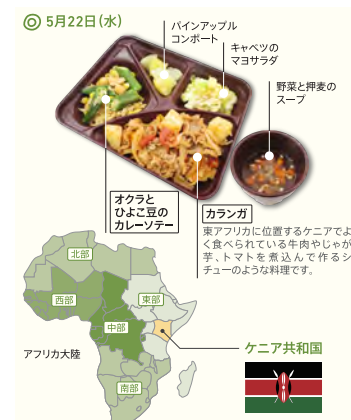 ◎ 5月22日(水)
パインアップル
コンポート
キャベツの
マヨサラダ
野菜と押麦の
スープ
オクラと
ひよこ豆の
カレーソテー
カランガ
東アフリカに位置するケニアでよ
く食べられている牛肉やじゃが
芋、トマトを煮込んで作るシ
チューのような料理です。
北部
西部
東部
中部
南部
アフリカ大陸
ケニア共和国